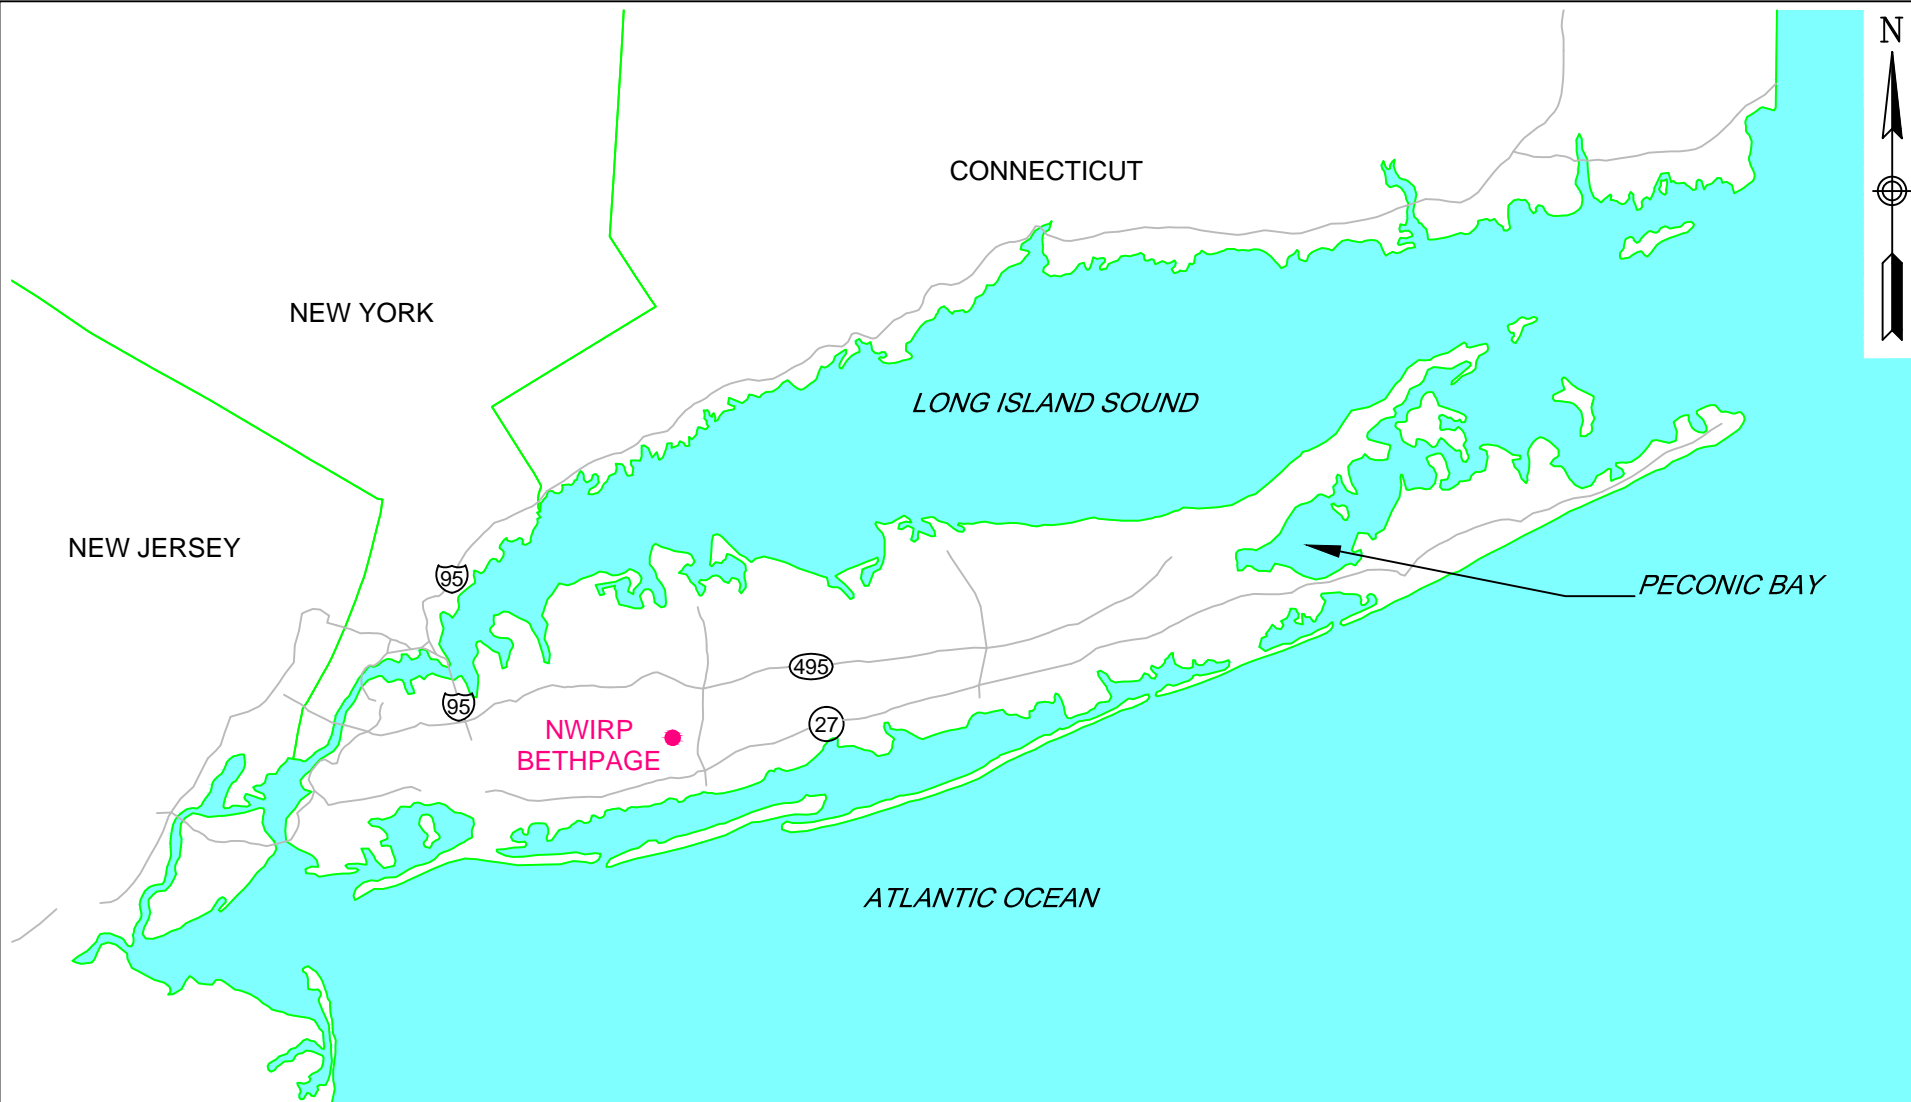 N
CONNECTICUT
NEW YORK
LONG ISLAND SOUND
NEW JERSEY
95
PECONIC BAY
495
95
27
NWIRP
BETHPAGE
ATLANTIC OCEAN